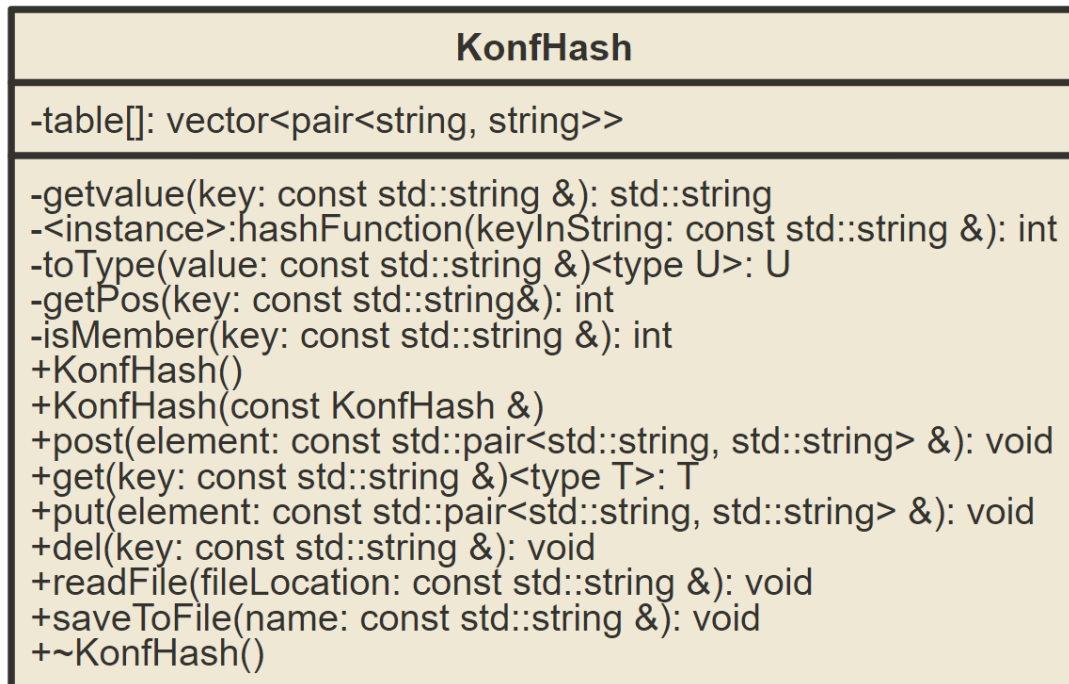 KonfHash
-table[]: vector<pair<string, string>>
-getvalue(key: const std::string &): std::string
-<instance>:hashFunction(keyInString: const std::string &): int
-toType(value: const std::string &)<type U>: U
-getPos(key: const std::string&): int
-isMember(key: const std::string &): int
+KonfHash()
+KonfHash(const KonfHash &)
+post(element: const std::pair<std::string, std::string> &): void
+get(key: const std::string &)<type T>: T
+put(element: const std::pair<std::string, std::string> &): void
+del(key: const std::string &): void
+readFile(fileLocation: const std::string &): void
+saveToFile(name: const std::string &): void
+~KonfHash()